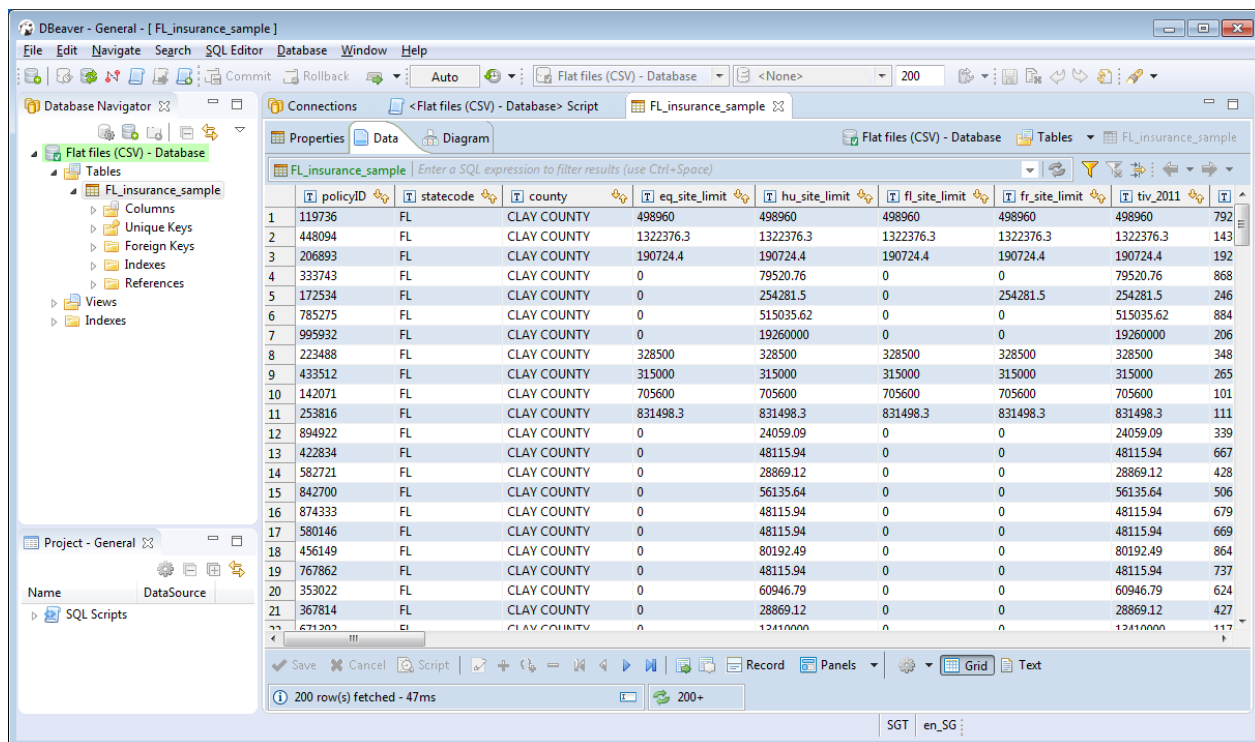 DBeaver - General - [ FL_insurance_sample ]
File Edit Navigate Search SQL Editor Database Window Help
Commit Rollback Auto Flat files (CSV) - Database <None> 200
Database Navigator
Connections <Flat files (CSV) - Database> Script FL_insurance_sample
Properties Data Diagram Flat files (CSV) - Database Tables FL_insurance_sample
Flat files (CSV) - Database
Tables
FL_insurance_sample
Columns
Unique Keys
Foreign Keys
Indexes
References
Views
Indexes
FL_insurance_sample Enter a SQL expression to filter results (use Ctrl+Space)
policyID statecode county eq_site_limit hu_site_limit fl_site_limit fr_site_limit tiv_2011
1 119736 FL CLAY COUNTY 498960 498960 498960 498960 498960 792
2 448094 FL CLAY COUNTY 1322376.3 1322376.3 1322376.3 1322376.3 1322376.3 143
3 206893 FL CLAY COUNTY 190724.4 190724.4 190724.4 190724.4 190724.4 192
4 333743 FL CLAY COUNTY 0 79520.76 0 0 79520.76 868
5 172534 FL CLAY COUNTY 0 254281.5 0 254281.5 254281.5 246
6 785275 FL CLAY COUNTY 0 515035.62 0 0 515035.62 884
7 995932 FL CLAY COUNTY 0 19260000 0 0 19260000 206
8 223488 FL CLAY COUNTY 328500 328500 328500 328500 328500 348
9 433512 FL CLAY COUNTY 315000 315000 315000 315000 315000 265
10 142071 FL CLAY COUNTY 705600 705600 705600 705600 705600 101
11 253816 FL CLAY COUNTY 831498.3 831498.3 831498.3 831498.3 831498.3 111
12 894922 FL CLAY COUNTY 0 24059.09 0 0 24059.09 339
13 422834 FL CLAY COUNTY 0 48115.94 0 0 48115.94 667
14 582721 FL CLAY COUNTY 0 28869.12 0 0 28869.12 428
15 842700 FL CLAY COUNTY 0 56135.64 0 0 56135.64 506
16 874333 FL CLAY COUNTY 0 48115.94 0 0 48115.94 679
17 580146 FL CLAY COUNTY 0 48115.94 0 0 48115.94 669
18 456149 FL CLAY COUNTY 0 80192.49 0 0 80192.49 864
19 767862 FL CLAY COUNTY 0 48115.94 0 0 48115.94 737
20 353022 FL CLAY COUNTY 0 60946.79 0 0 60946.79 624
21 367814 FL CLAY COUNTY 0 28869.12 0 0 28869.12 427
22 671392 FL CLAY COUNTY 0 13410000 0 0 13410000 117
Project - General
Name DataSource
SQL Scripts
Save Cancel Script Record Panels Grid Text
200 row(s) fetched - 47ms 200+
SGT en_SG